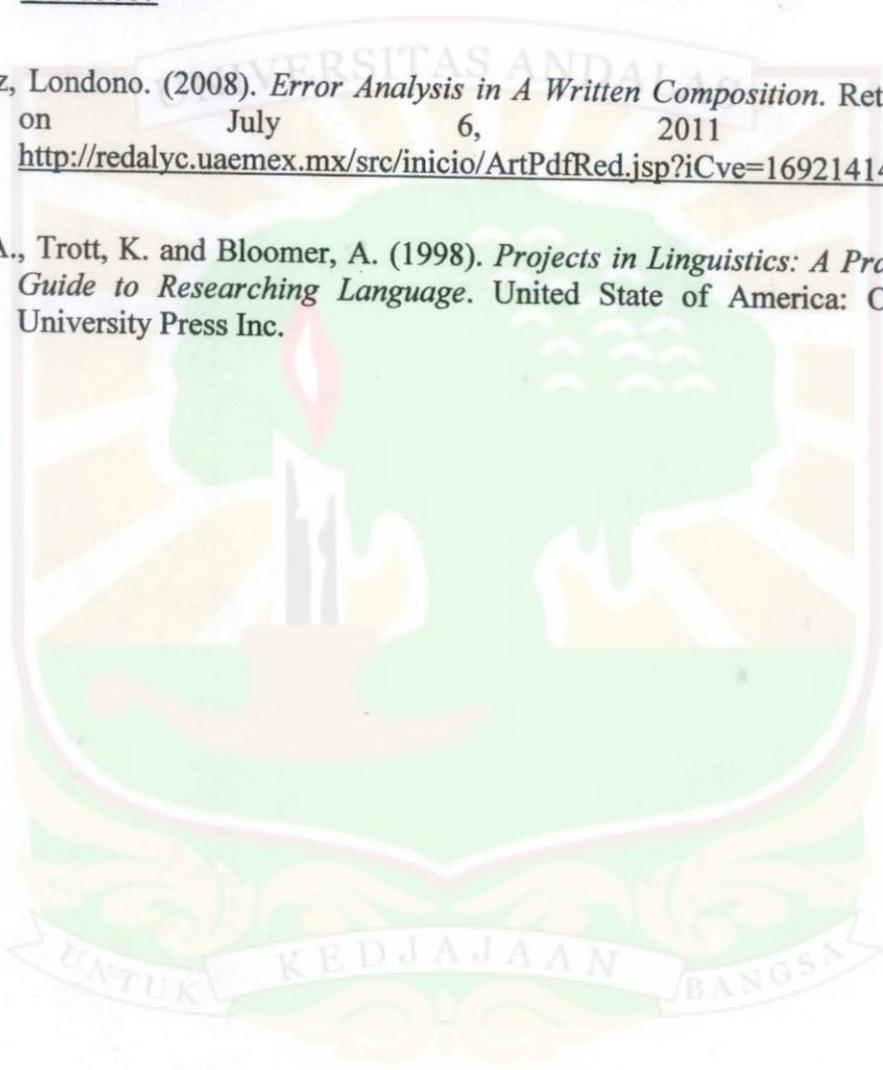 UNIVERSITAS ANDALAS
z, Londono. (2008). Error Analysis in A Written Composition. Ret
on July 6, 2011
http://redalyc.uaemex.mx/src/inicio/ArtPdfRed.jsp?iCve=16921414
A., Trott, K. and Bloomer, A. (1998). Projects in Linguistics: A Pra
Guide to Researching Language. United State of America: O
University Press Inc.
UNTUK KEDJAJAAN BANGSA